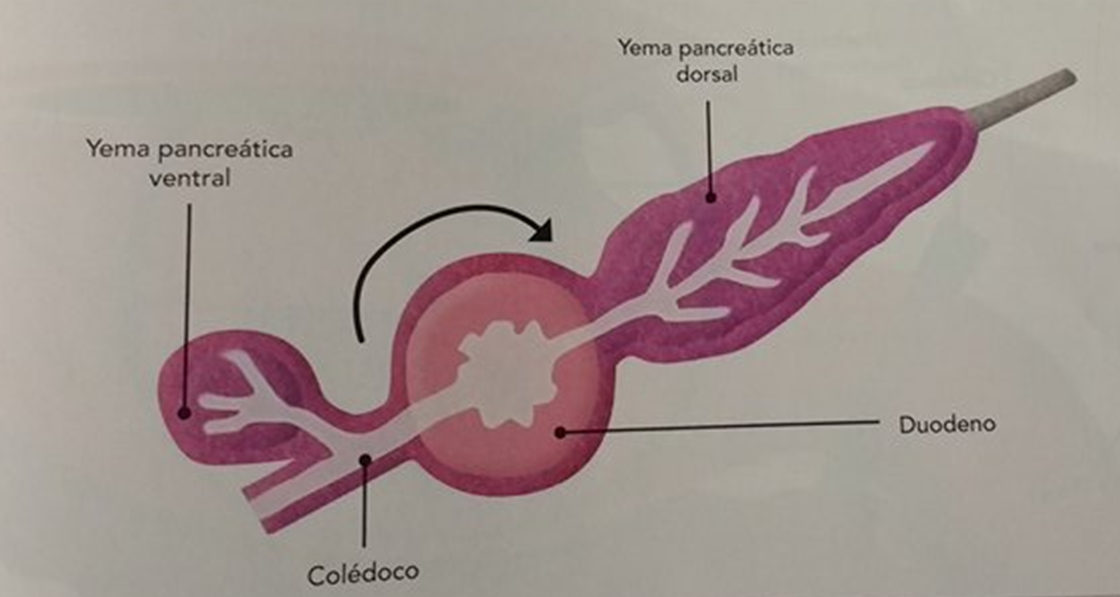 Yema pancreática
dorsal
Yema pancreática
ventral
Duodeno
Colédoco